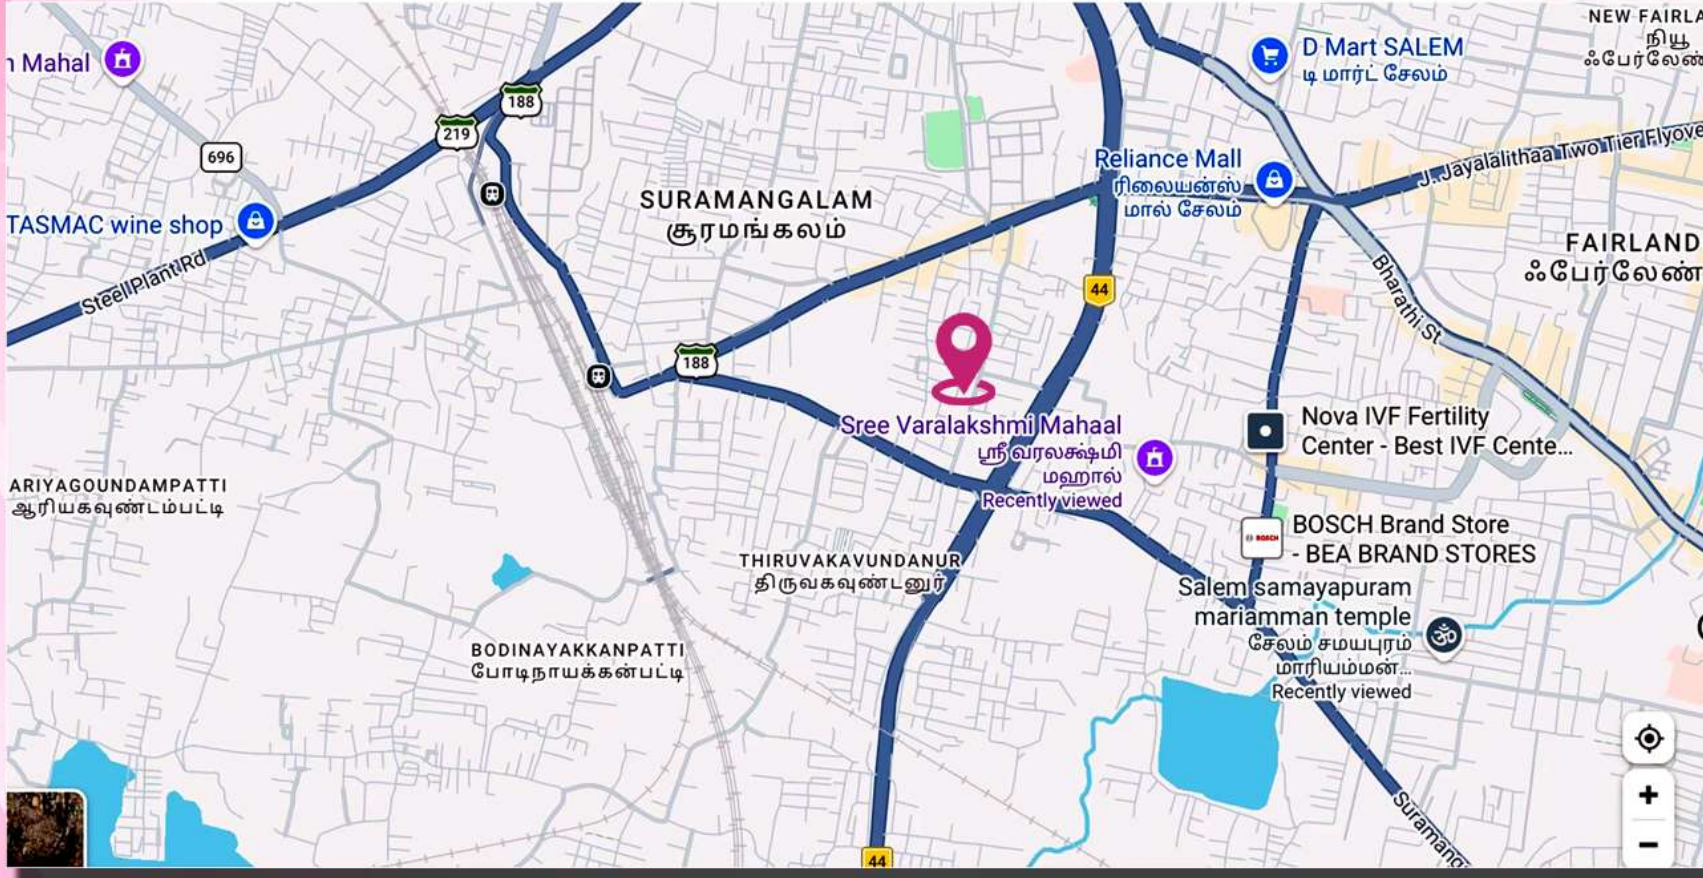 NEW FAIRLA
நியூ
ஃபேர்லேண்
n Mahal
D Mart SALEM
டி மார்ட் சேலம்
188
219
696
J. Jayalalithaa Two Tier Flyove
Reliance Mall
ரிலையன்ஸ்
மால் சேலம்
SURAMANGALAM
சூரமங்கலம்
TASMAC wine shop
Steel Plant Rd
FAIRLAND
ஃபேர்லேண்
Bharathi St
44
188
Sree Varalakshmi Mahaal
ஸ்ரீ வரலக்ஷ்மி
மஹால்
Recently viewed
Nova IVF Fertility
Center - Best IVF Cente...
ARIYAGOUNDAMPATTI
ஆரியகவுண்டம்பட்டி
BOSCH
BOSCH Brand Store
- BEA BRAND STORES
THIRUVAKAVUNDANUR
திருவகவுண்டனுர்
Salem samayapuram
mariamman temple
சேலம் சமயபுரம்
மாரியம்மன்...
Recently viewed
BODINAYAKKANPATTI
போடிநாயக்கன்பட்டி
Suramang
44